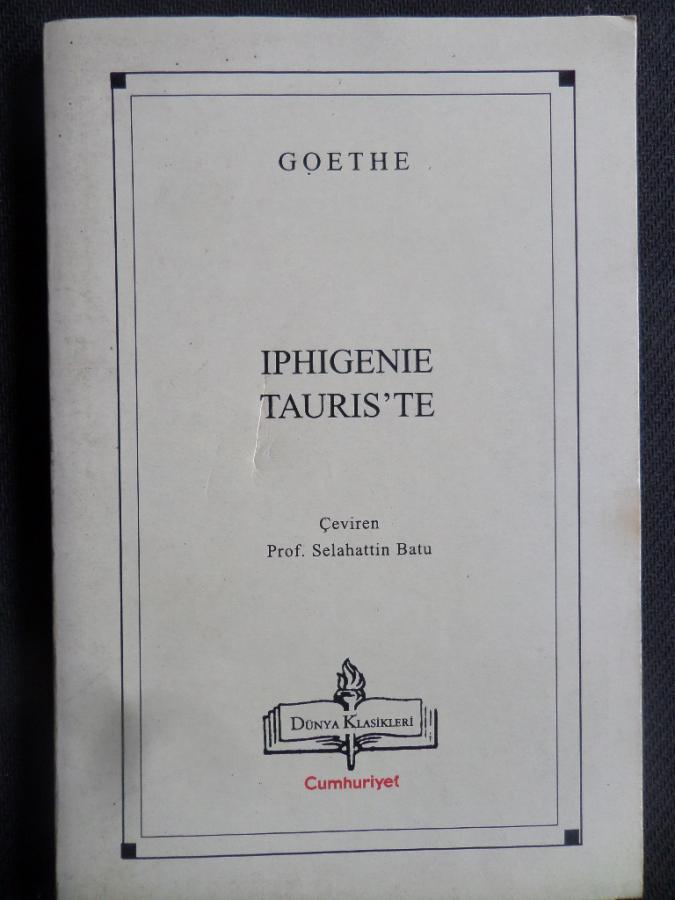 GOETHE
IPHIGENIE
TAURIS'TE
Çeviren
Prof. Selahattin Batu
DÜNYA KLASİKLERİ
Cumhuriyet